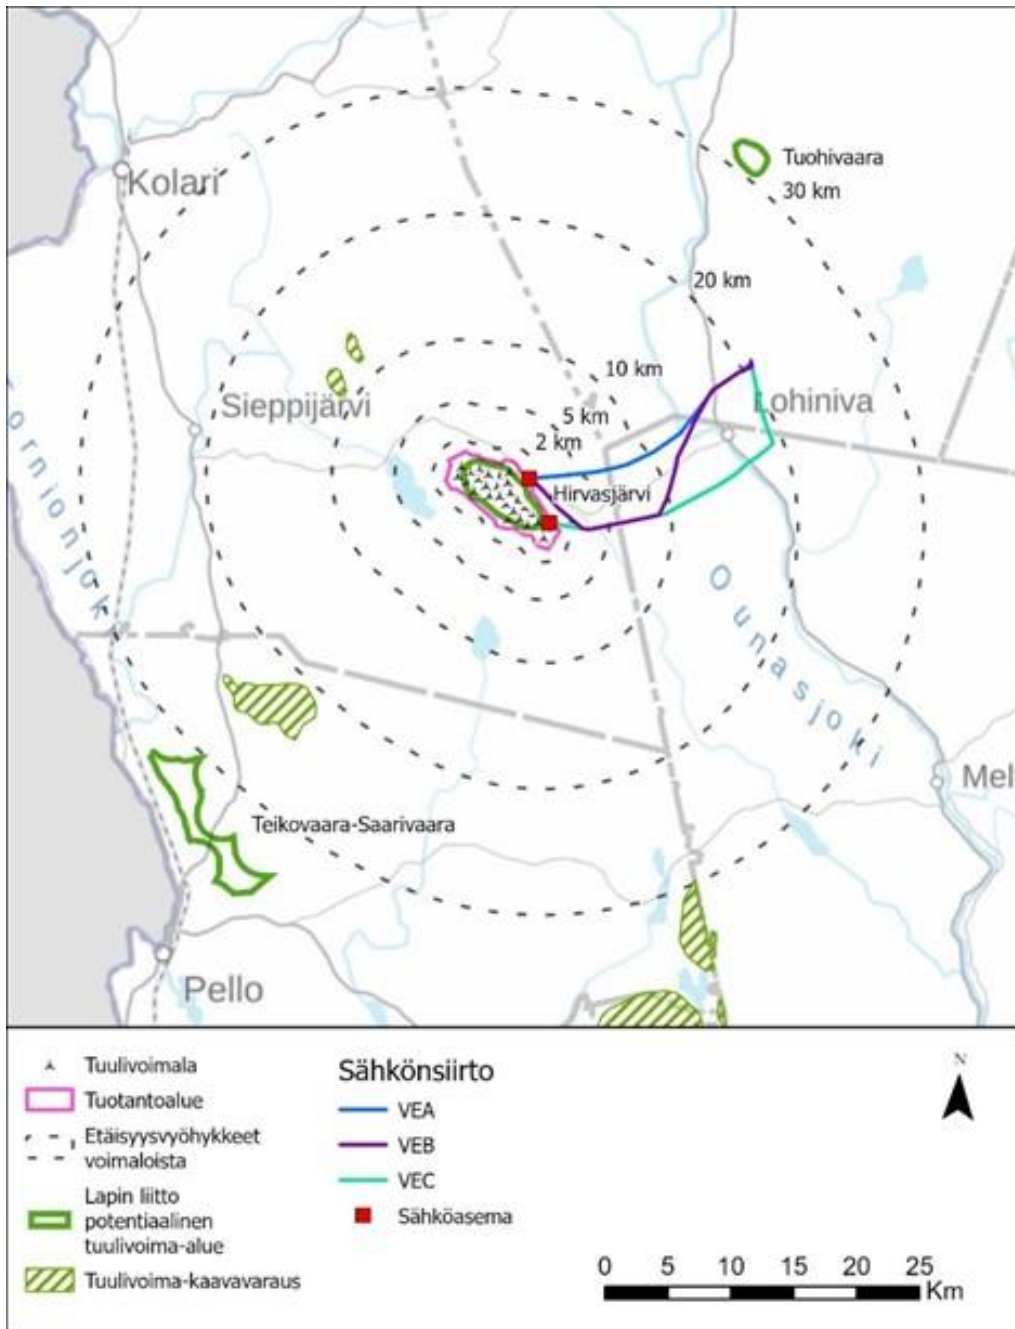 Tuohivaara
Kolari
30 km
20 km
10 km
Sieppijärvi
5 km
Lohiniva
2 km
Hirvasjärvi
ornionjok
Ounasjoki
Mel
Teikovaara-Saarivaara
Pello
Tuulivoimala
Tuotantoalue
Etäisyysvyöhykkeet
voimaloista
Lapin liitto
potentiaalinen
tuulivoima-alue
Tuulivoima-kaavavaraus
Sähkönsiirto
VEA
VEB
VEC
Sähköasema
N
0 5 10 15 20 25
Km